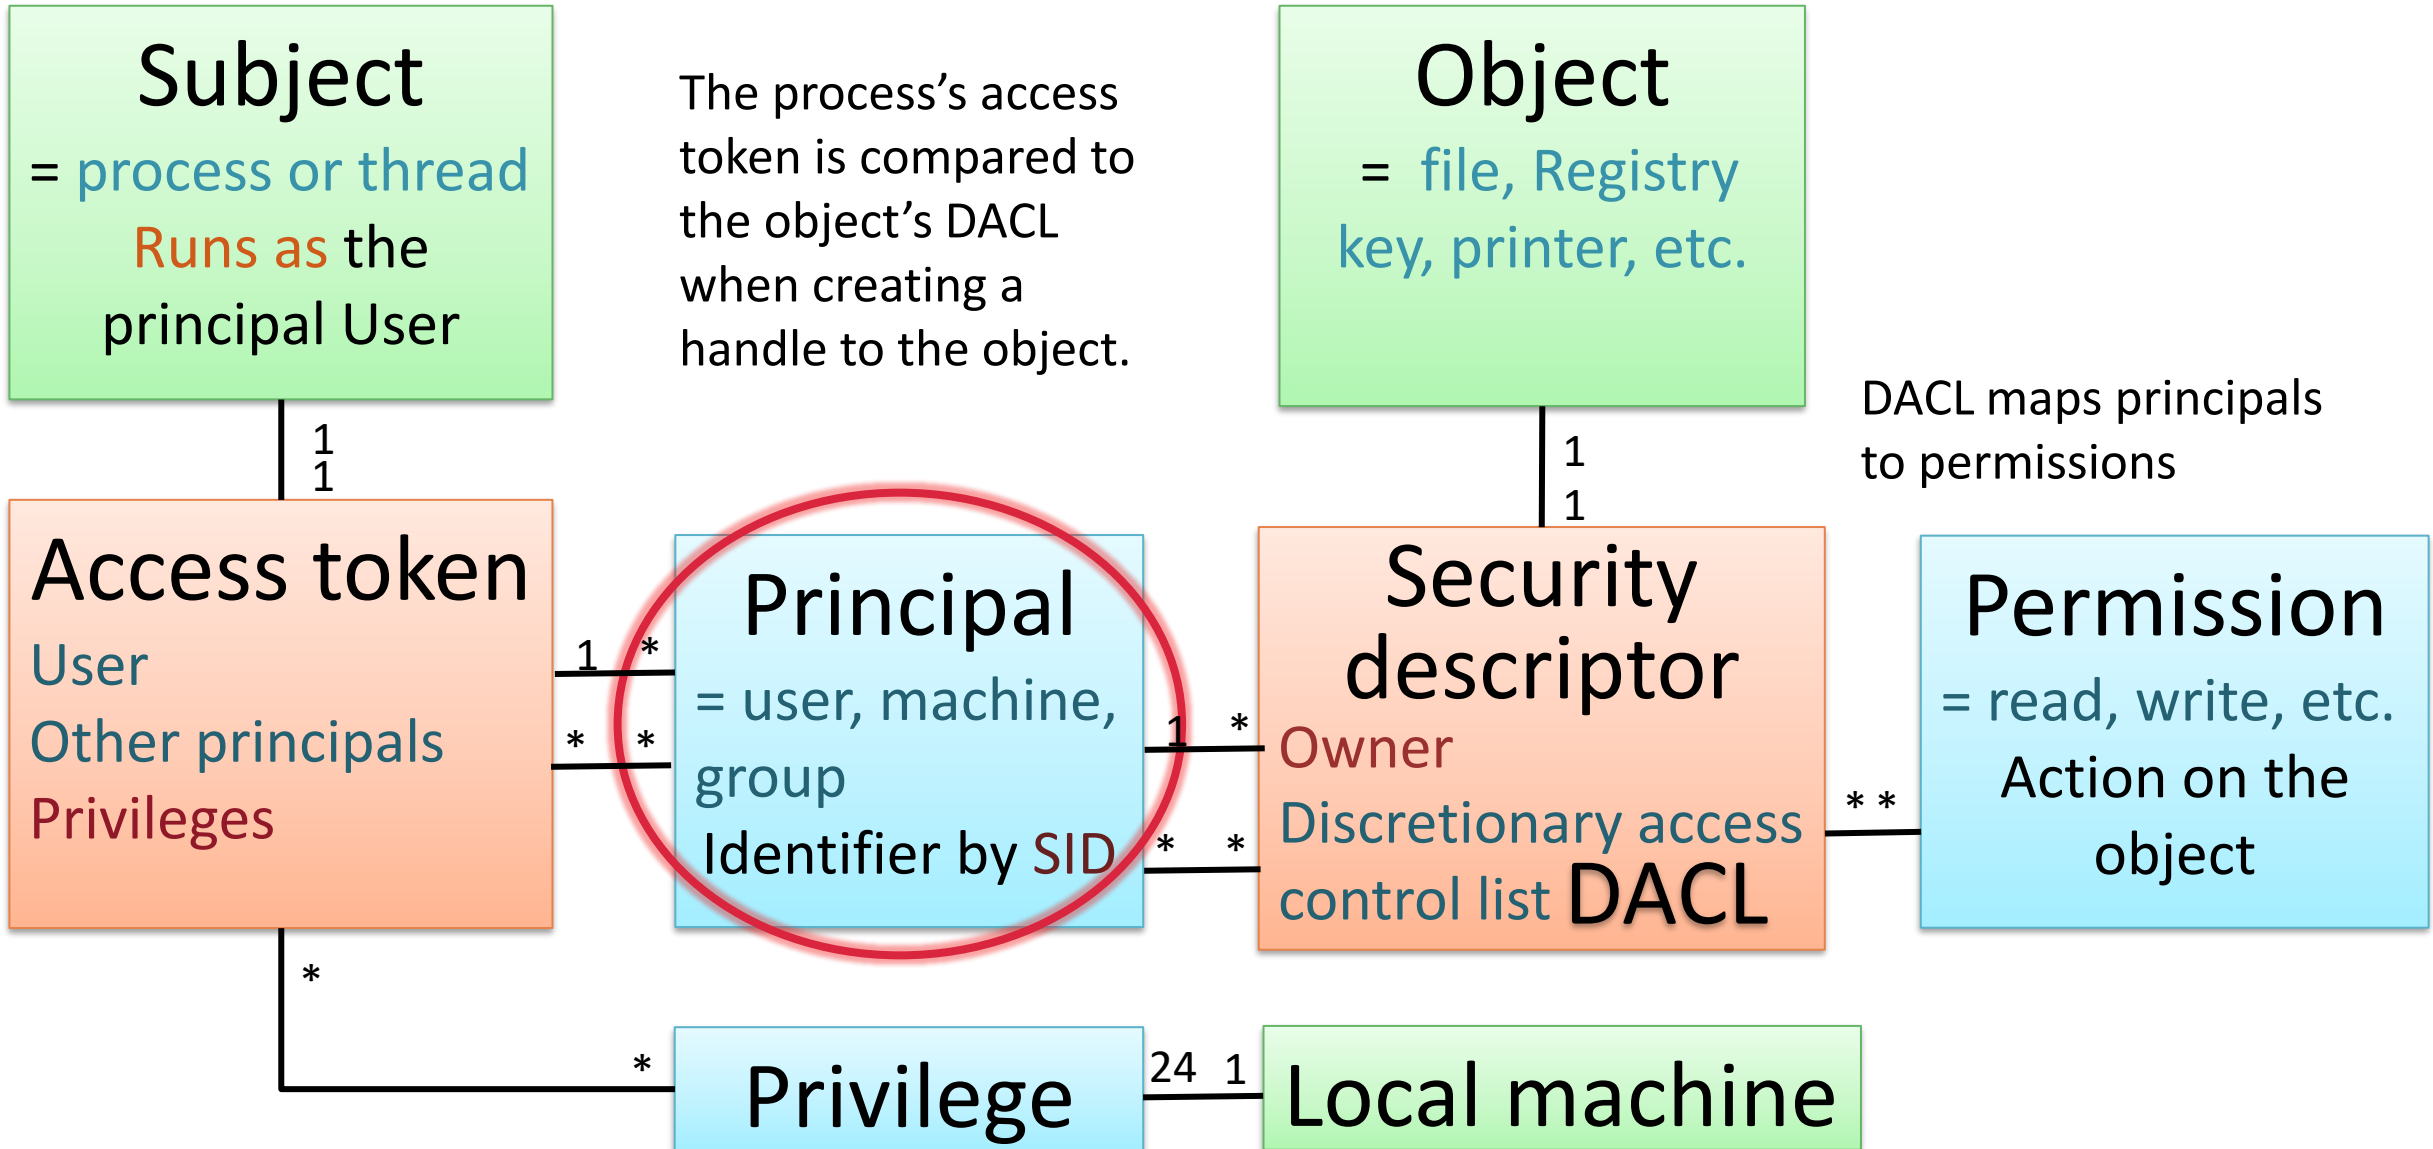 Subject
= process or thread
Runs as the
principal User
The process’s access
token is compared to
the object’s DACL
when creating a
handle to the object.
Object
= file, Registry
key, printer, etc.
DACL maps principals
to permissions
1
1
1
1
Access token
User
Other principals
Privileges
1 *
* *
Principal
= user, machine,
group
Identifier by SID
1 *
* *
Security
descriptor
Owner
Discretionary access
control list DACL
* *
Permission
= read, write, etc.
Action on the
object
*
*
Privilege
24 1
Local machine